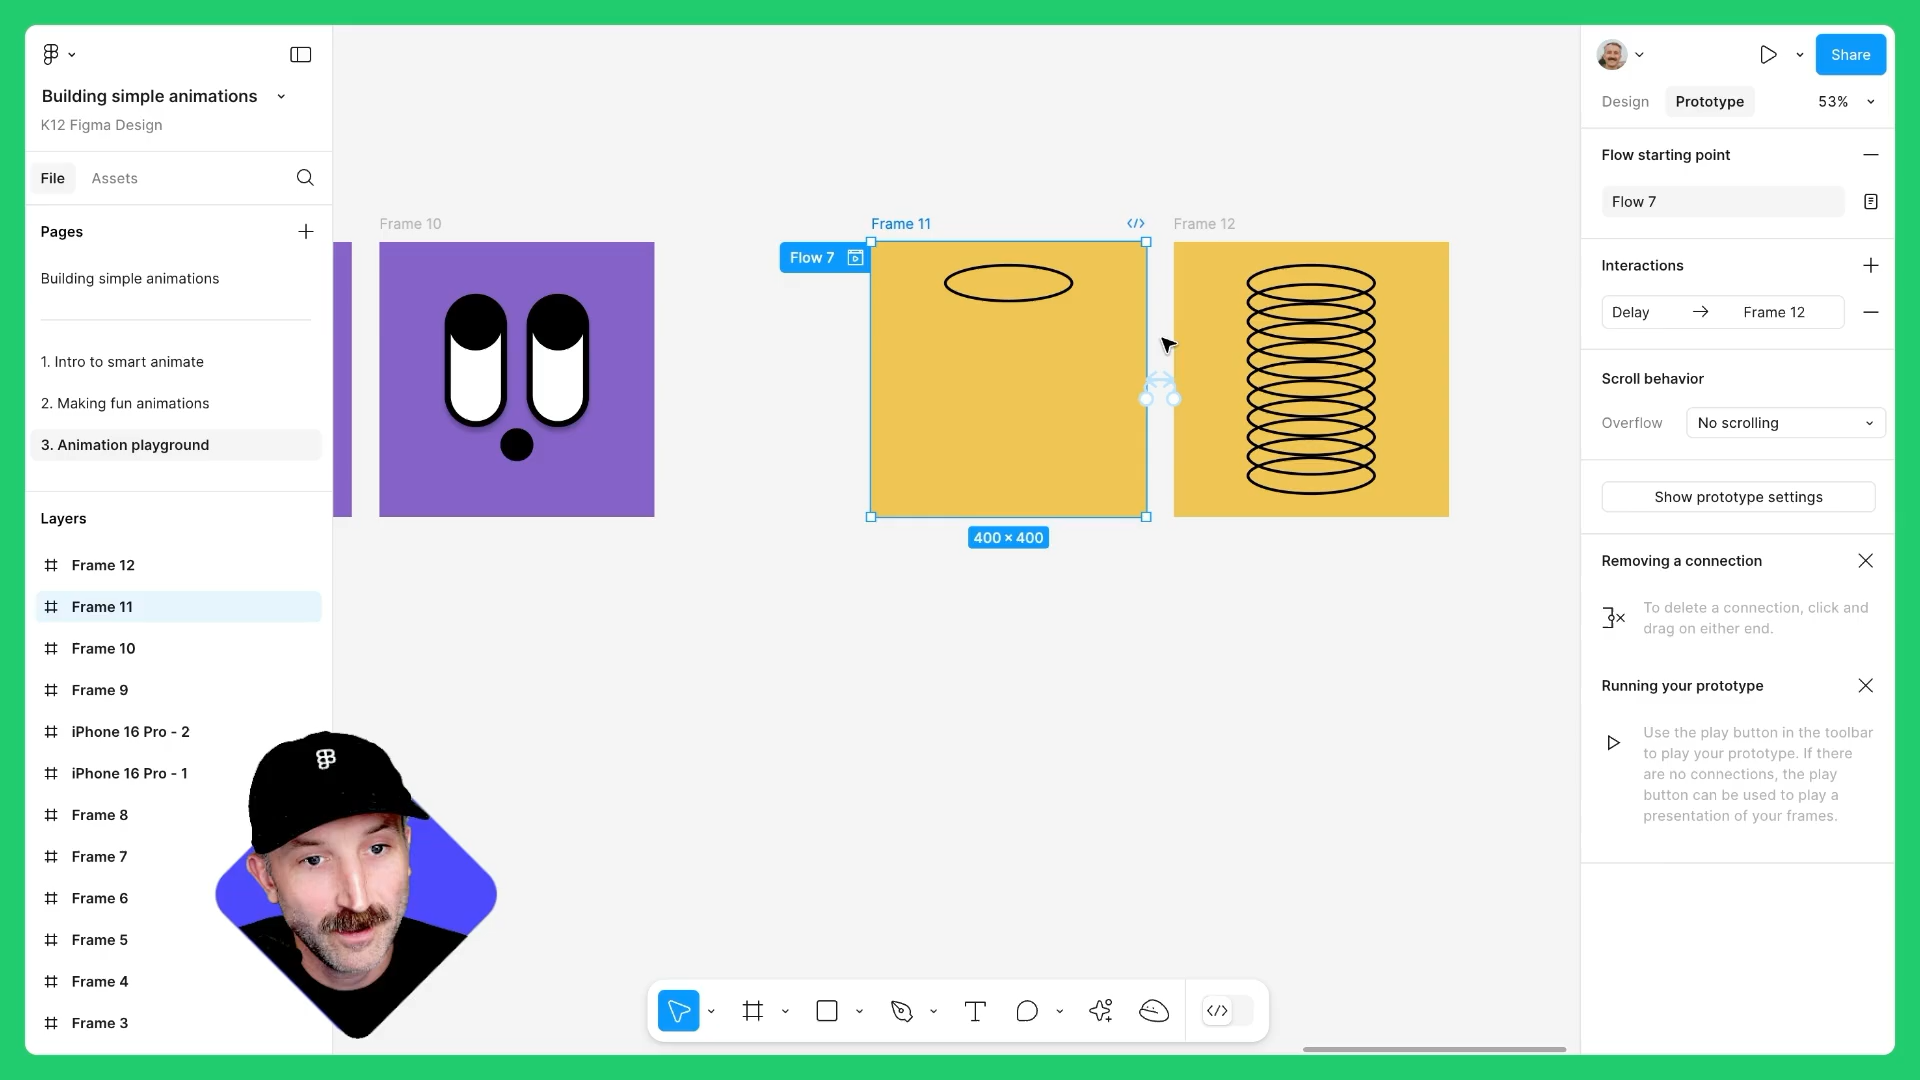 Building simple animations
K12 Figma Design
File
Assets
Pages
Building simple animations
1. Intro to smart animate
2. Making fun animations
3. Animation playground
Layers
Frame 12
Frame 11
Frame 10
Frame 9
iPhone 16 Pro - 2
iPhone 16 Pro - 1
Frame 8
Frame 7
Frame 6
Frame 5
Frame 4
Frame 3
Frame 10
Frame 11
Frame 12
Flow 7
400 × 400
Share
Design
Prototype
53%
Flow starting point
Flow 7
Interactions
Delay
Frame 12
Scroll behavior
Overflow
No scrolling
Show prototype settings
Removing a connection
To delete a connection, click and
drag on either end.
Running your prototype
Use the play button in the toolbar
to play your prototype. If there
are no connections, the play
button can be used to play a
presentation of your frames.